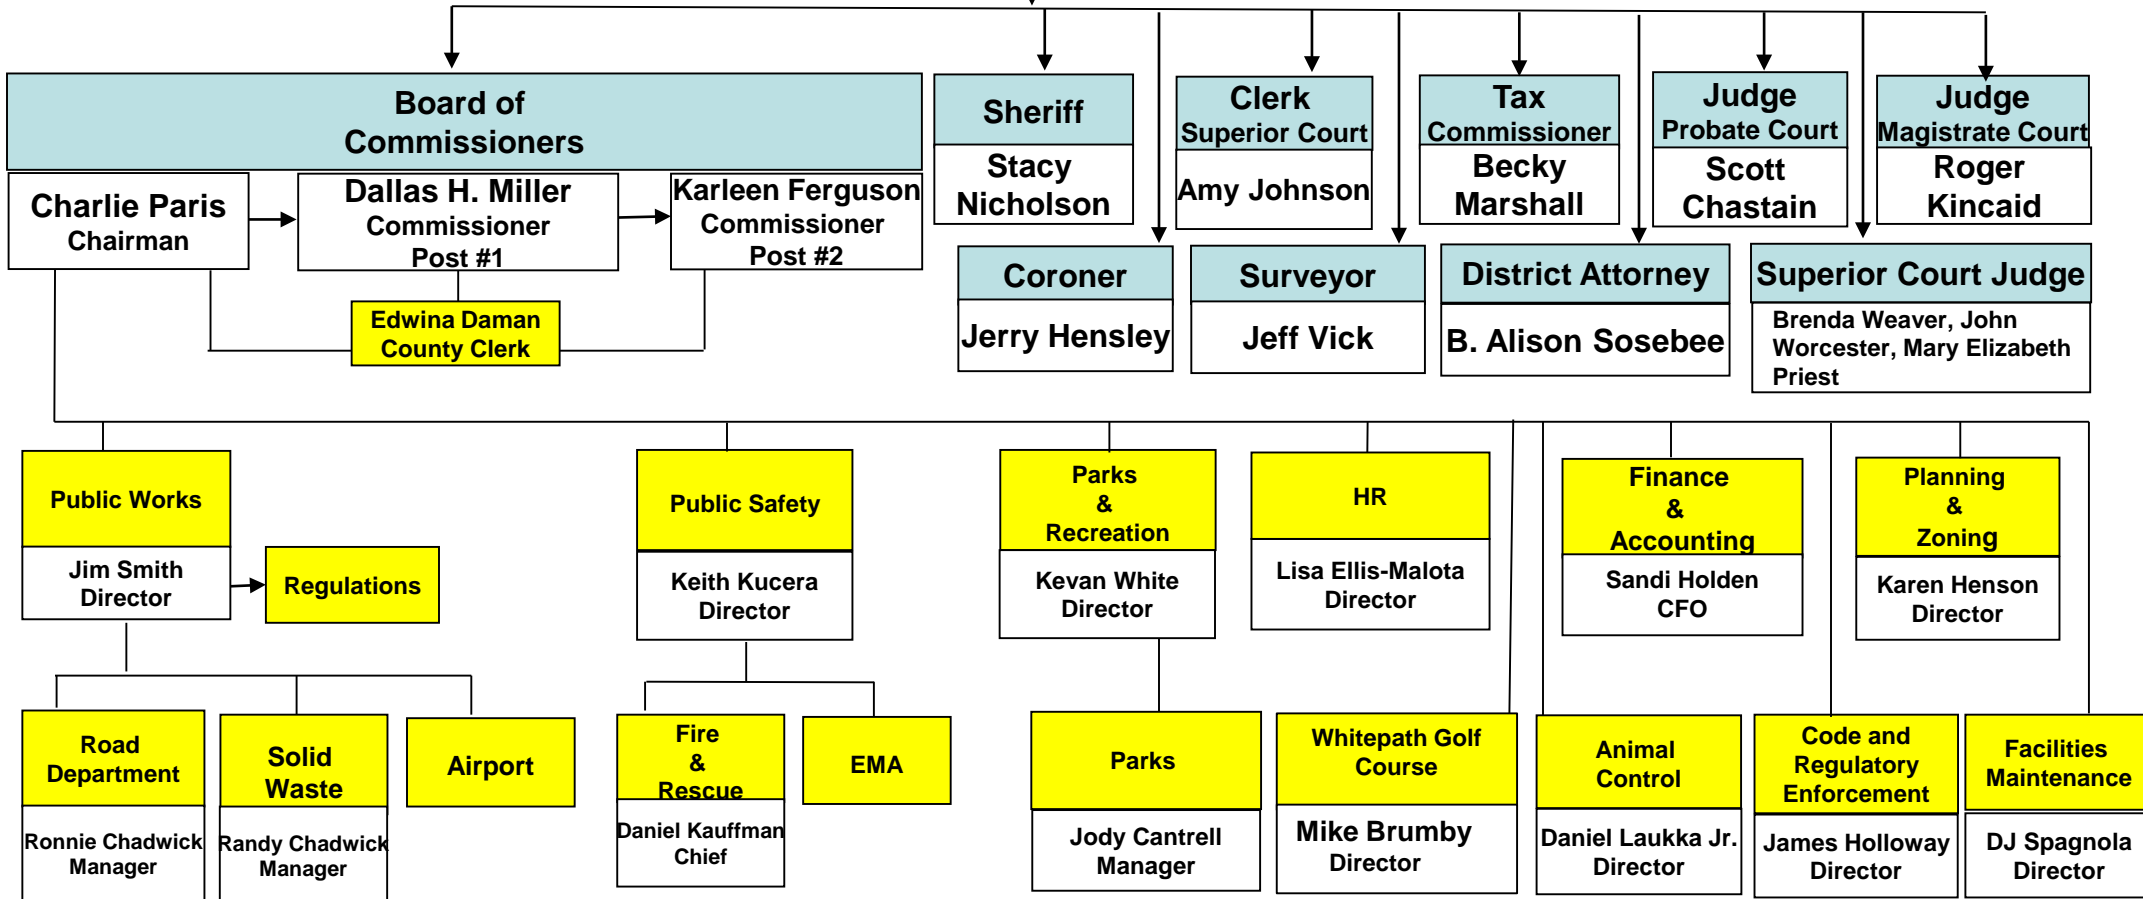 Board of
Commissioners
Charlie Paris
Chairman
Dallas H. Miller
Commissioner
Post #1
Karleen Ferguson
Commissioner
Post #2
Edwina Daman
County Clerk
Sheriff
Stacy
Nicholson
Clerk
Superior Court
Amy Johnson
Tax
Commissioner
Becky
Marshall
Judge
Probate Court
Scott
Chastain
Judge
Magistrate Court
Roger
Kincaid
Coroner
Jerry Hensley
Surveyor
Jeff Vick
District Attorney
B. Alison Sosebee
Superior Court Judge
Brenda Weaver, John
Worcester, Mary Elizabeth
Priest
Public Works
Jim Smith
Director
Regulations
Public Safety
Keith Kucera
Director
Parks
&
Recreation
Kevan White
Director
HR
Lisa Ellis-Malota
Director
Finance
&
Accounting
Sandi Holden
CFO
Planning
&
Zoning
Karen Henson
Director
Road
Department
Ronnie Chadwick
Manager
Solid
Waste
Randy Chadwick
Manager
Airport
Fire
&
Rescue
Daniel Kauffman
Chief
EMA
Parks
Jody Cantrell
Manager
Whitepath Golf
Course
Mike Brumby
Director
Animal
Control
Daniel Laukka Jr.
Director
Code and
Regulatory
Enforcement
James Holloway
Director
Facilities
Maintenance
DJ Spagnola
Director